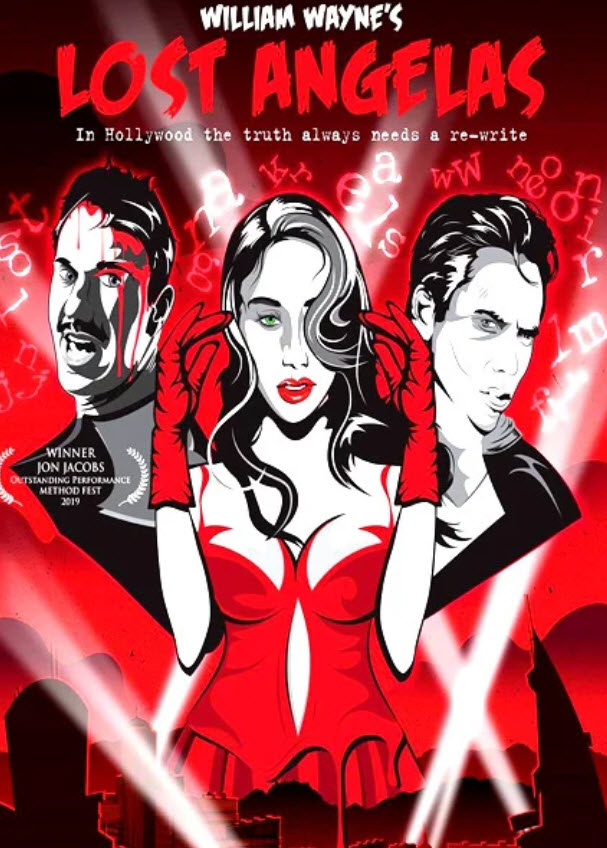 WILLIAM WAYNE'S
LOST ANGELAS
In Hollywood the truth always needs a re-write
WINNER
JON JACOBS
OUTSTANDING PERFORMANCE
METHOD FEST
2019